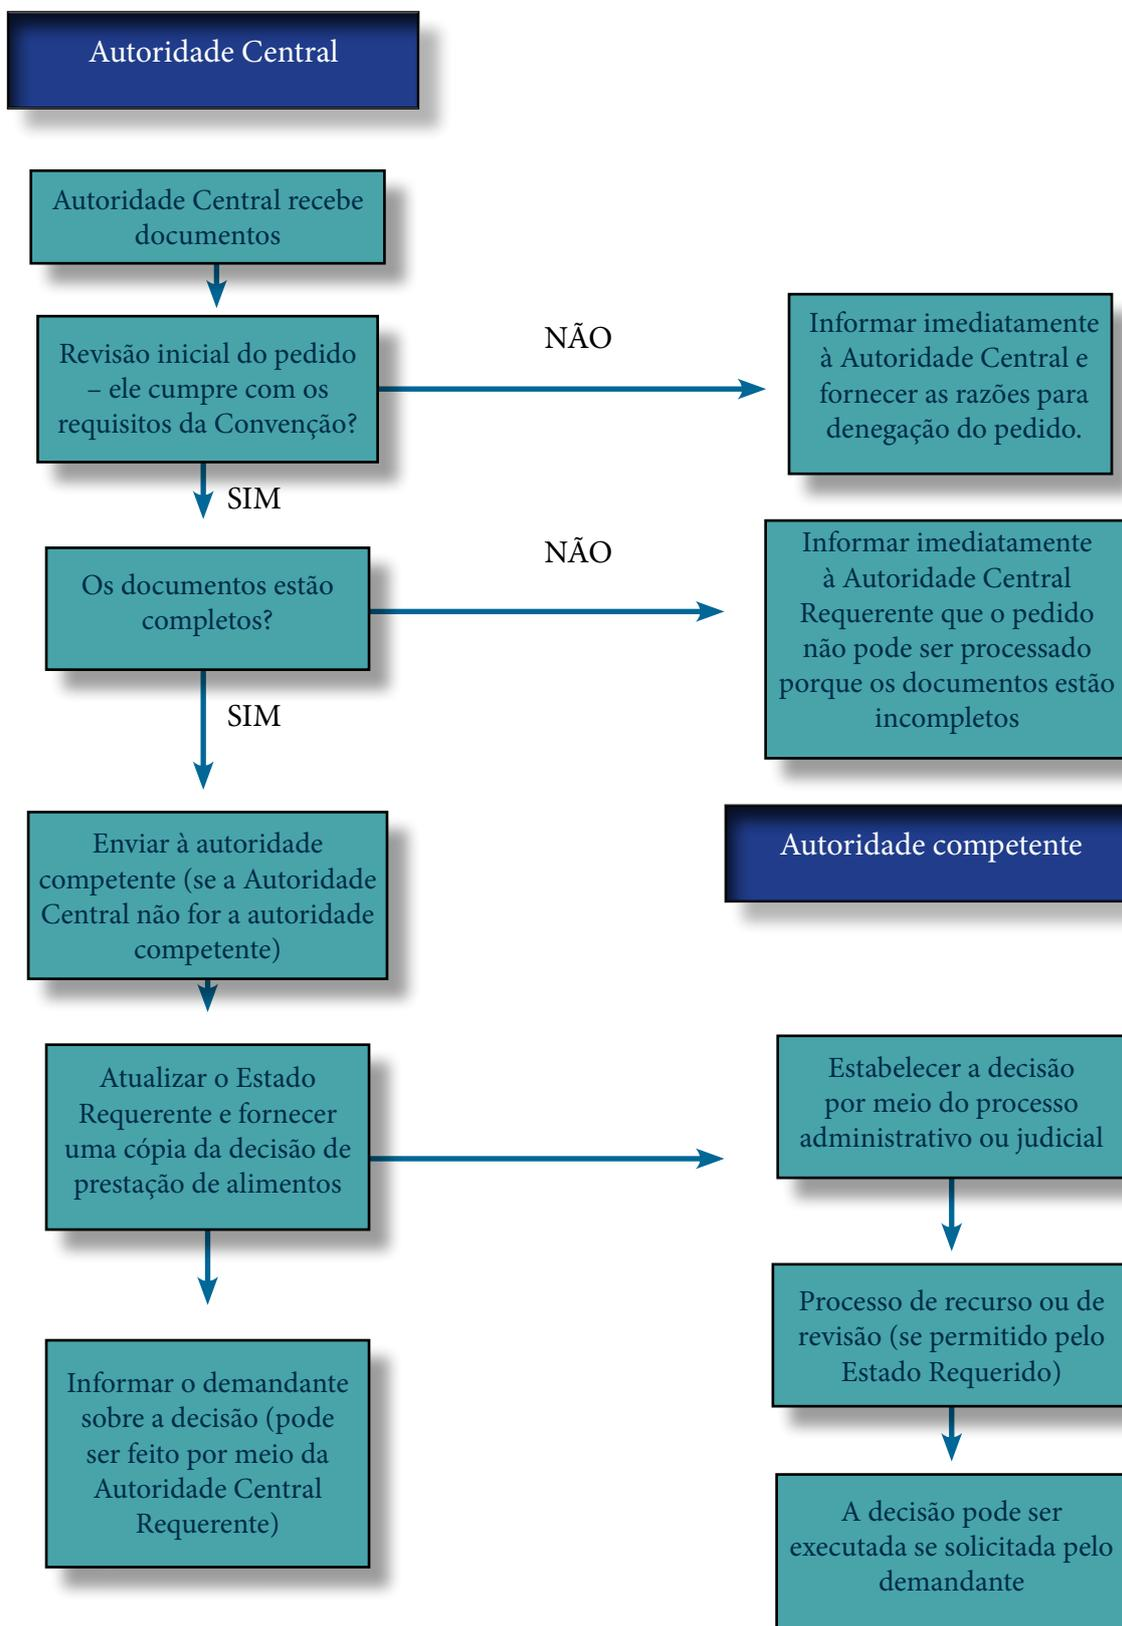 Autoridade Central
Autoridade Central recebe
documentos
Revisão inicial do pedido
– ele cumpre com os
requisitos da Convenção?
NÃO
Informar imediatamente
à Autoridade Central e
fornecer as razões para
denegação do pedido.
SIM
Os documentos estão
completos?
NÃO
Informar imediatamente
à Autoridade Central
Requerente que o pedido
não pode ser processado
porque os documentos estão
incompletos
SIM
Enviar à autoridade
competente (se a Autoridade
Central não for a autoridade
competente)
Autoridade competente
Atualizar o Estado
Requerente e fornecer
uma cópia da decisão de
prestação de alimentos
Estabelecer a decisão
por meio do processo
administrativo ou judicial
Informar o demandante
sobre a decisão (pode
ser feito por meio da
Autoridade Central
Requerente)
Processo de recurso ou de
revisão (se permitido pelo
Estado Requerido)
A decisão pode ser
executada se solicitada pelo
demandante